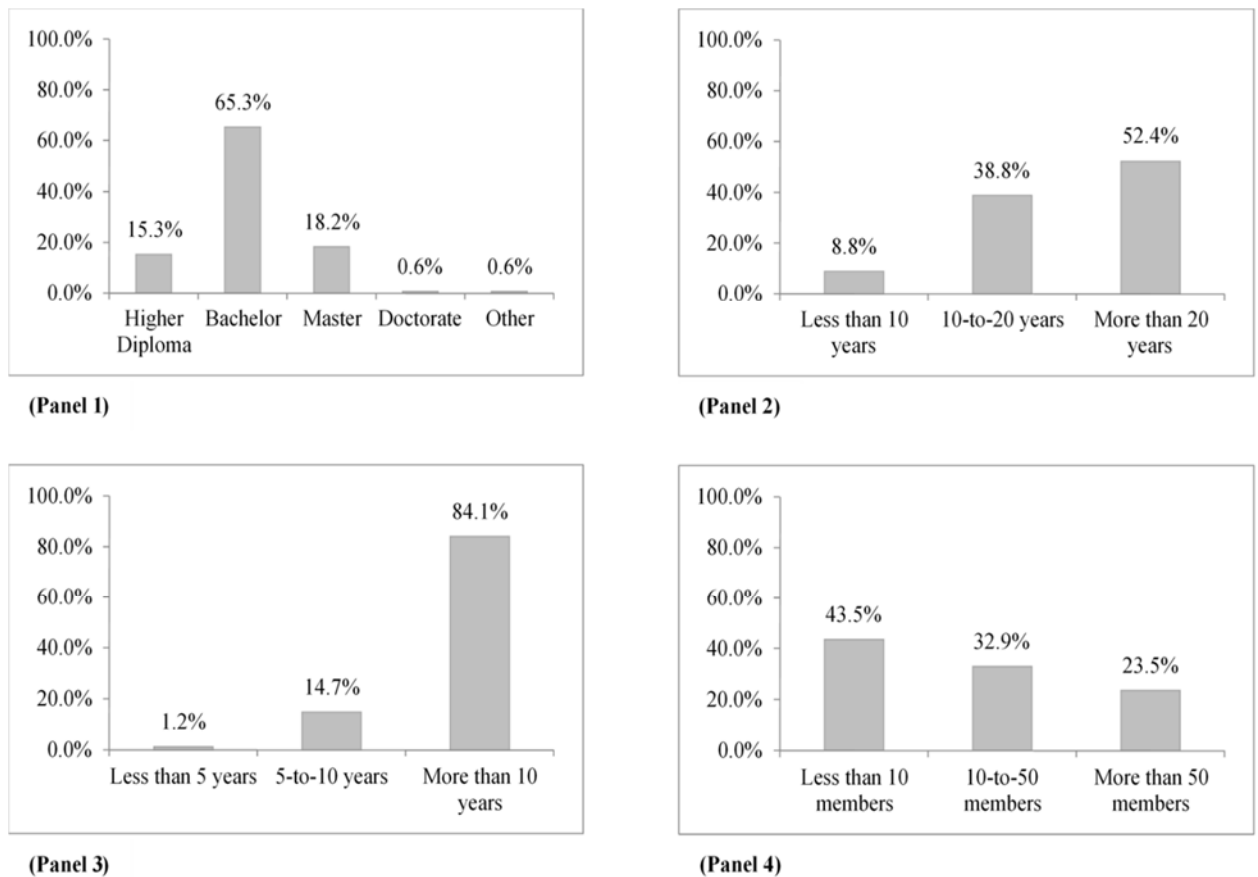 100.0%
80.0%
60.0%
40.0%
20.0%
0.0%
15.3%
65.3%
18.2%
0.6%
0.6%
Higher
Diploma
Bachelor
Master
Doctorate
Other
(Panel 1)
100.0%
80.0%
60.0%
40.0%
20.0%
0.0%
8.8%
38.8%
52.4%
Less than 10
years
10-to-20 years
More than 20
years
(Panel 2)
100.0%
80.0%
60.0%
40.0%
20.0%
0.0%
1.2%
14.7%
84.1%
Less than 5 years
5-to-10 years
More than 10
years
(Panel 3)
100.0%
80.0%
60.0%
40.0%
20.0%
0.0%
43.5%
32.9%
23.5%
Less than 10
members
10-to-50
members
More than 50
members
(Panel 4)